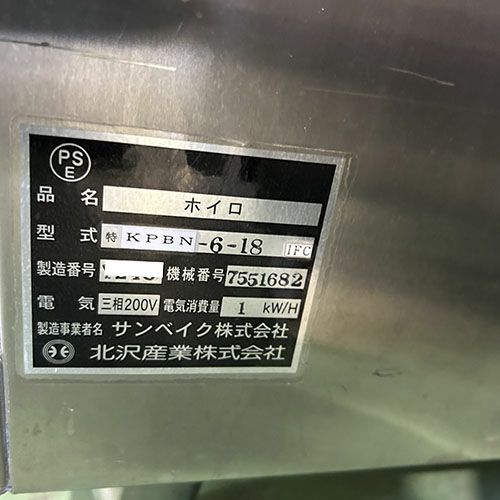 PS
E
品名 ホイロ
型式 特 KPBN-6-18 IFC
製造番号 機械番号 7551682
電気 三相200V 電気消費量 1 kW/H
製造事業者名 サンベイク株式会社
北沢産業株式会社